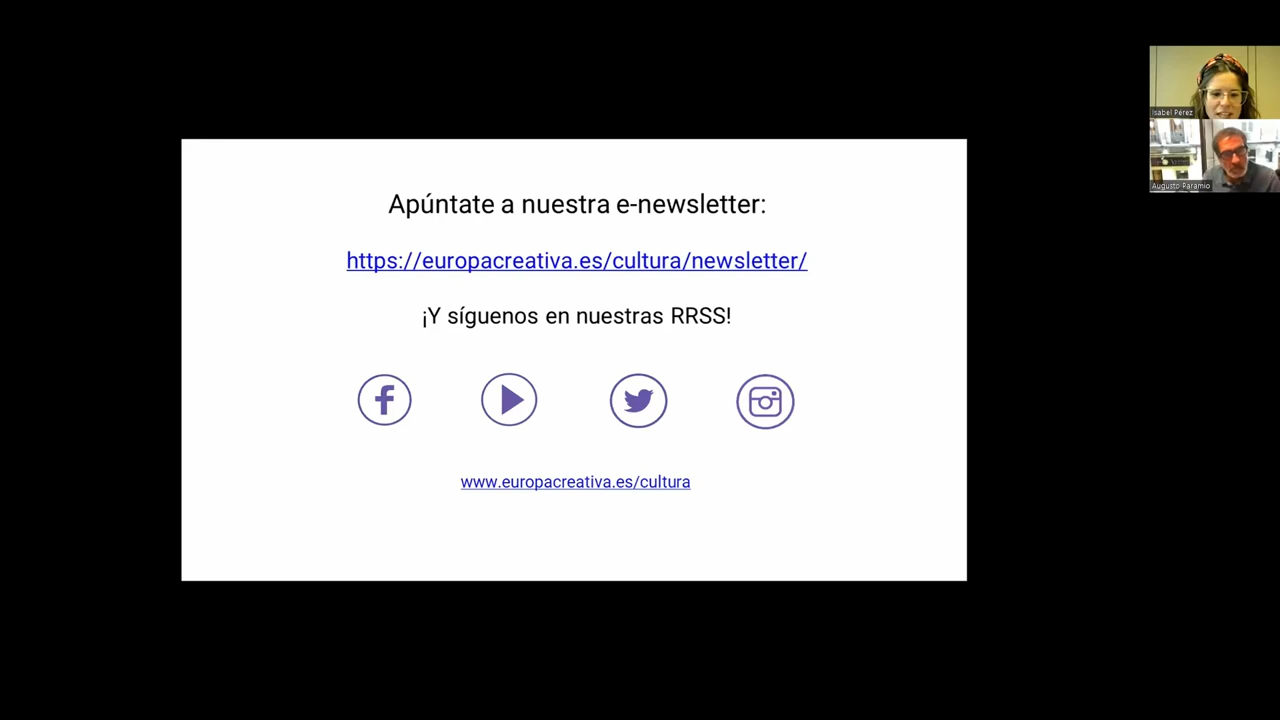 Apúntate a nuestra e-newsletter:
https://europacreativa.es/cultura/newsletter/
¡Y síguenos en nuestras RRSS!
www.europacreativa.es/cultura
Isabel Pérez
Augusto Paramio